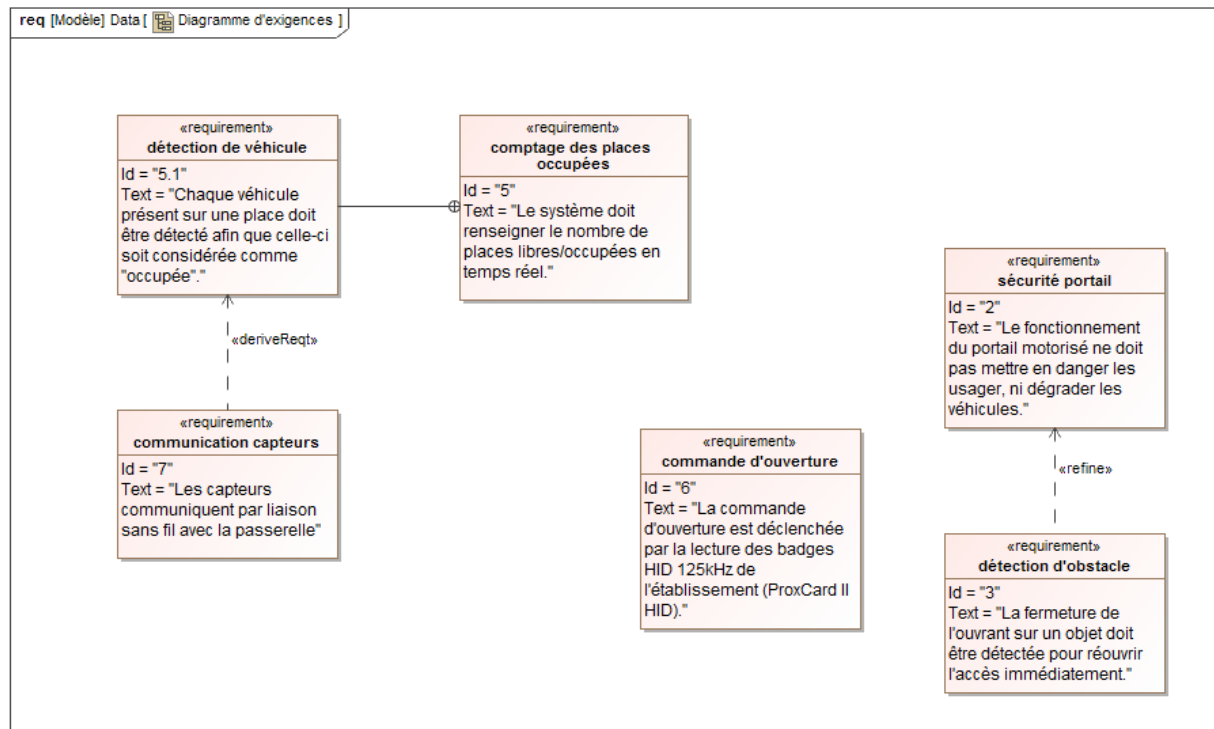 req [Modèle] Data [ Diagramme d'exigences ]
«requirement»
détection de véhicule
Id = "5.1"
Text = "Chaque véhicule
présent sur une place doit
être détecté afin que celle-ci
soit considérée comme
"occupée"."
«requirement»
comptage des places
occupées
Id = "5"
Text = "Le système doit
renseigner le nombre de
places libres/occupées en
temps réel."
«deriveReqt»
«requirement»
communication capteurs
Id = "7"
Text = "Les capteurs
communiquent par liaison
sans fil avec la passerelle"
«requirement»
commande d'ouverture
Id = "6"
Text = "La commande
d'ouverture est déclenchée
par la lecture des badges
HID 125kHz de
l'établissement (ProxCard II
HID)."
«requirement»
sécurité portail
Id = "2"
Text = "Le fonctionnement
du portail motorisé ne doit
pas mettre en danger les
usager, ni dégrader les
véhicules."
«refine»
«requirement»
détection d'obstacle
Id = "3"
Text = "La fermeture de
l'ouvrant sur un objet doit
être détectée pour réouvrir
l'accès immédiatement."